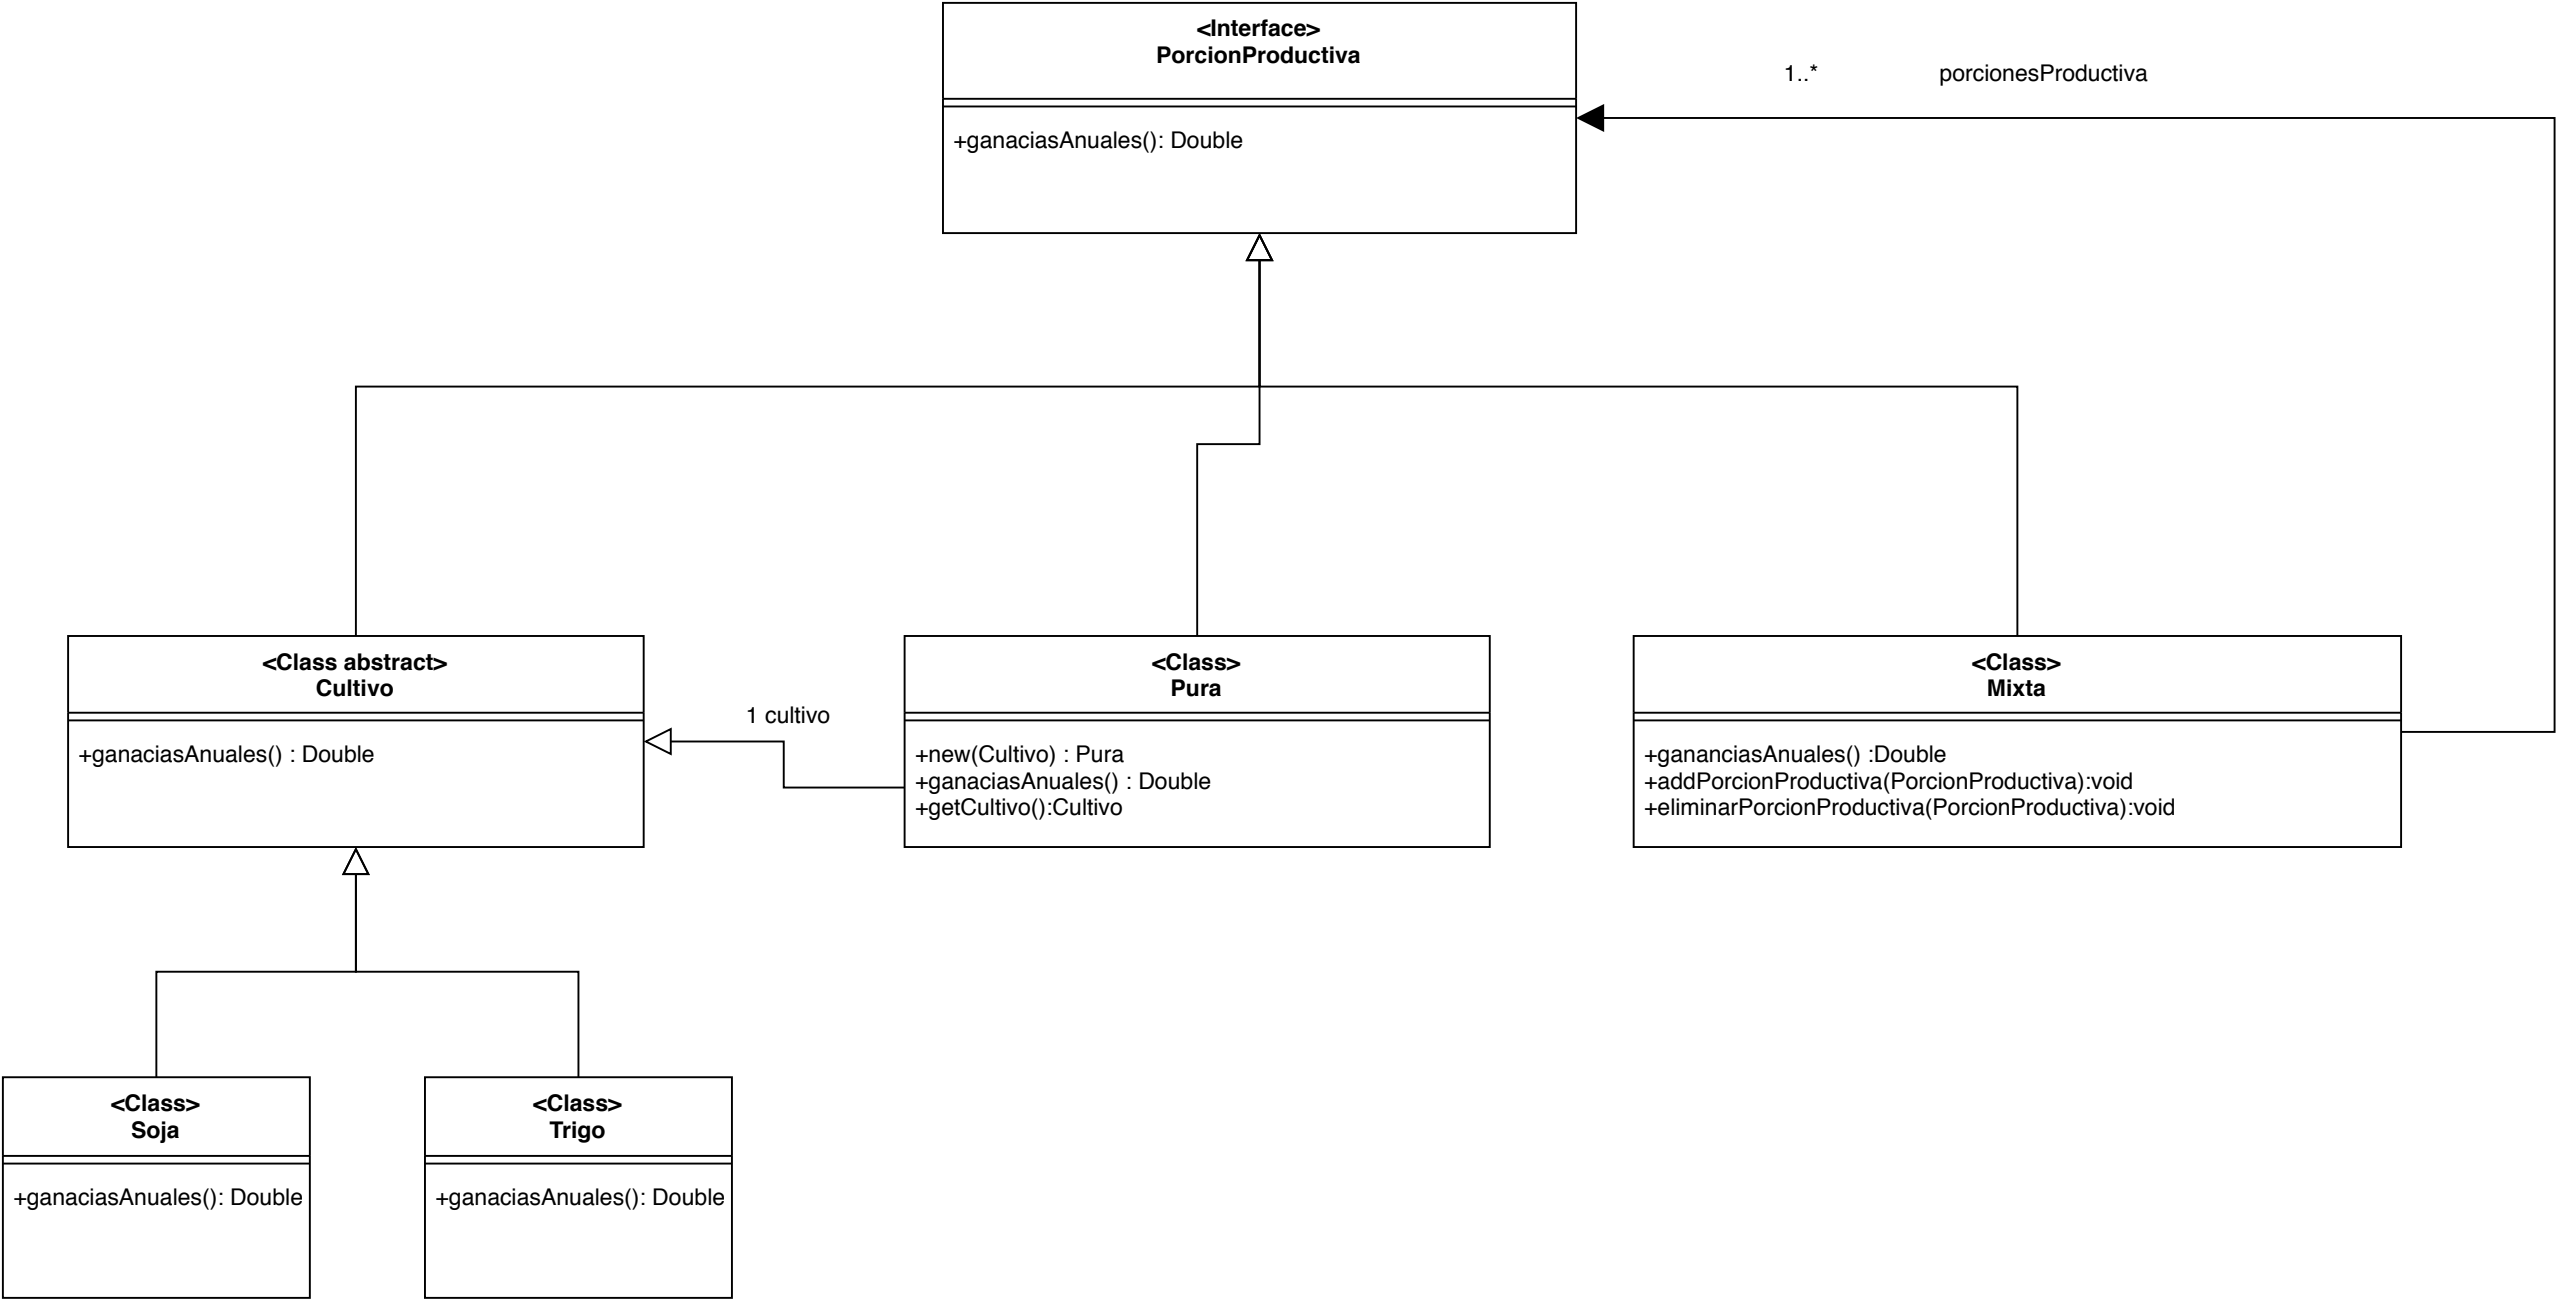 <Interface>
PorcionProductiva
+ganaciasAnuales(): Double
1..* porcionesProductiva
<Class abstract>
Cultivo
+ganaciasAnuales() : Double
1 cultivo
<Class>
Pura
+new(Cultivo) : Pura
+ganaciasAnuales() : Double
+getCultivo():Cultivo
<Class>
Mixta
+gananciasAnuales() :Double
+addPorcionProductiva(PorcionProductiva):void
+eliminarPorcionProductiva(PorcionProductiva):void
<Class>
Soja
+ganaciasAnuales(): Double
<Class>
Trigo
+ganaciasAnuales(): Double